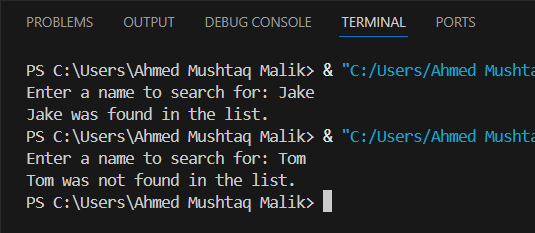 PROBLEMS OUTPUT DEBUG CONSOLE TERMINAL PORTS
PS C:\Users\Ahmed Mushtaq Malik> & "C:/Users/Ahmed Mushta
Enter a name to search for: Jake
Jake was found in the list.
PS C:\Users\Ahmed Mushtaq Malik> & "C:/Users/Ahmed Mushta
Enter a name to search for: Tom
Tom was not found in the list.
PS C:\Users\Ahmed Mushtaq Malik>